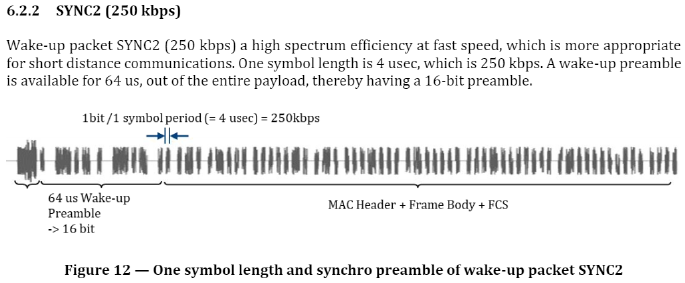 6.2.2 SYNC2 (250 kbps)
Wake-up packet SYNC2 (250 kbps) a high spectrum efficiency at fast speed, which is more appropriate
for short distance communications. One symbol length is 4 usec, which is 250 kbps. A wake-up preamble
is available for 64 us, out of the entire payload, thereby having a 16-bit preamble.
1bit /1 symbol period (= 4 usec) = 250kbps
64 us Wake-up
Preamble
-> 16 bit
MAC Header + Frame Body + FCS
Figure 12 — One symbol length and synchro preamble of wake-up packet SYNC2